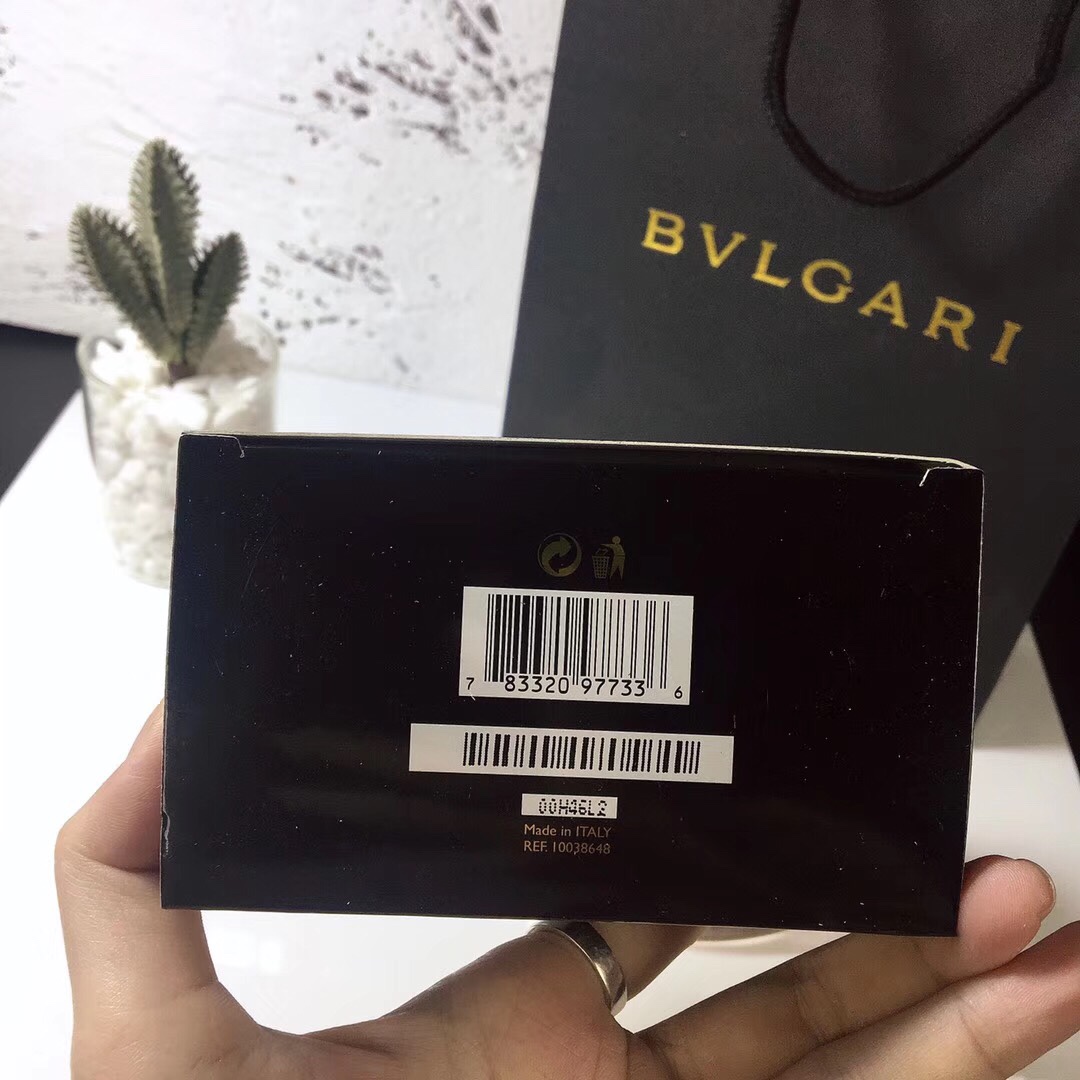 BVLGARI
7 83320 97733 6
00H46L2
Made in ITALY
REF. 10038648